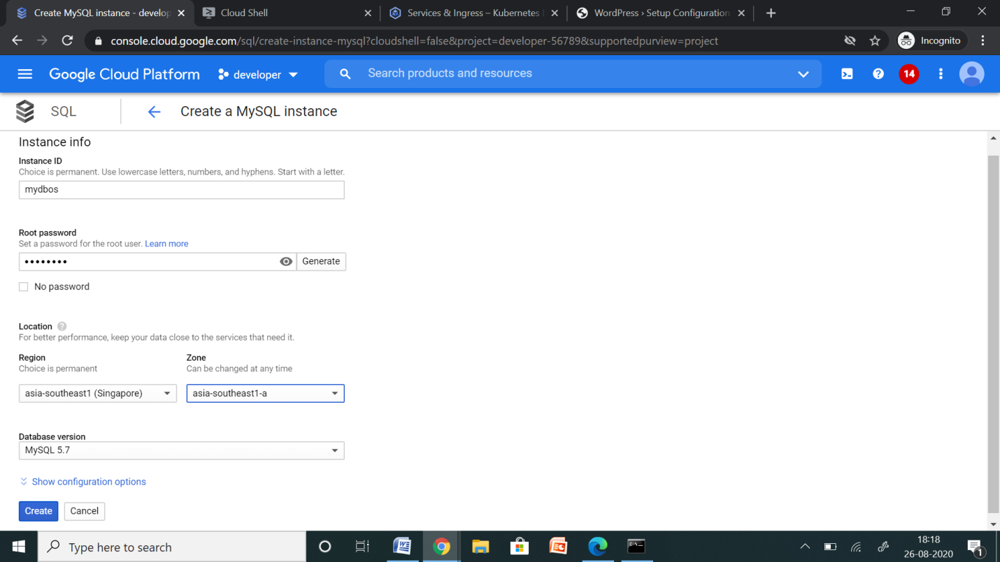 Create MySQL instance - develop
Cloud Shell
Services & Ingress – Kubernetes
WordPress › Setup Configuration
console.cloud.google.com/sql/create-instance-mysql?cloudshell=false&project=developer-56789&supportedpurview=project
Incognito
Google Cloud Platform
developer
Search products and resources
14
SQL
Create a MySQL instance
Instance info
Instance ID
Choice is permanent. Use lowercase letters, numbers, and hyphens. Start with a letter.
mydbos
Root password
Set a password for the root user. Learn more
••••••••
Generate
No password
Location
For better performance, keep your data close to the services that need it.
Region Zone
Choice is permanent Can be changed at any time
asia-southeast1 (Singapore) asia-southeast1-a
Database version
MySQL 5.7
Show configuration options
Create Cancel
Type here to search
18:18
26-08-2020
1